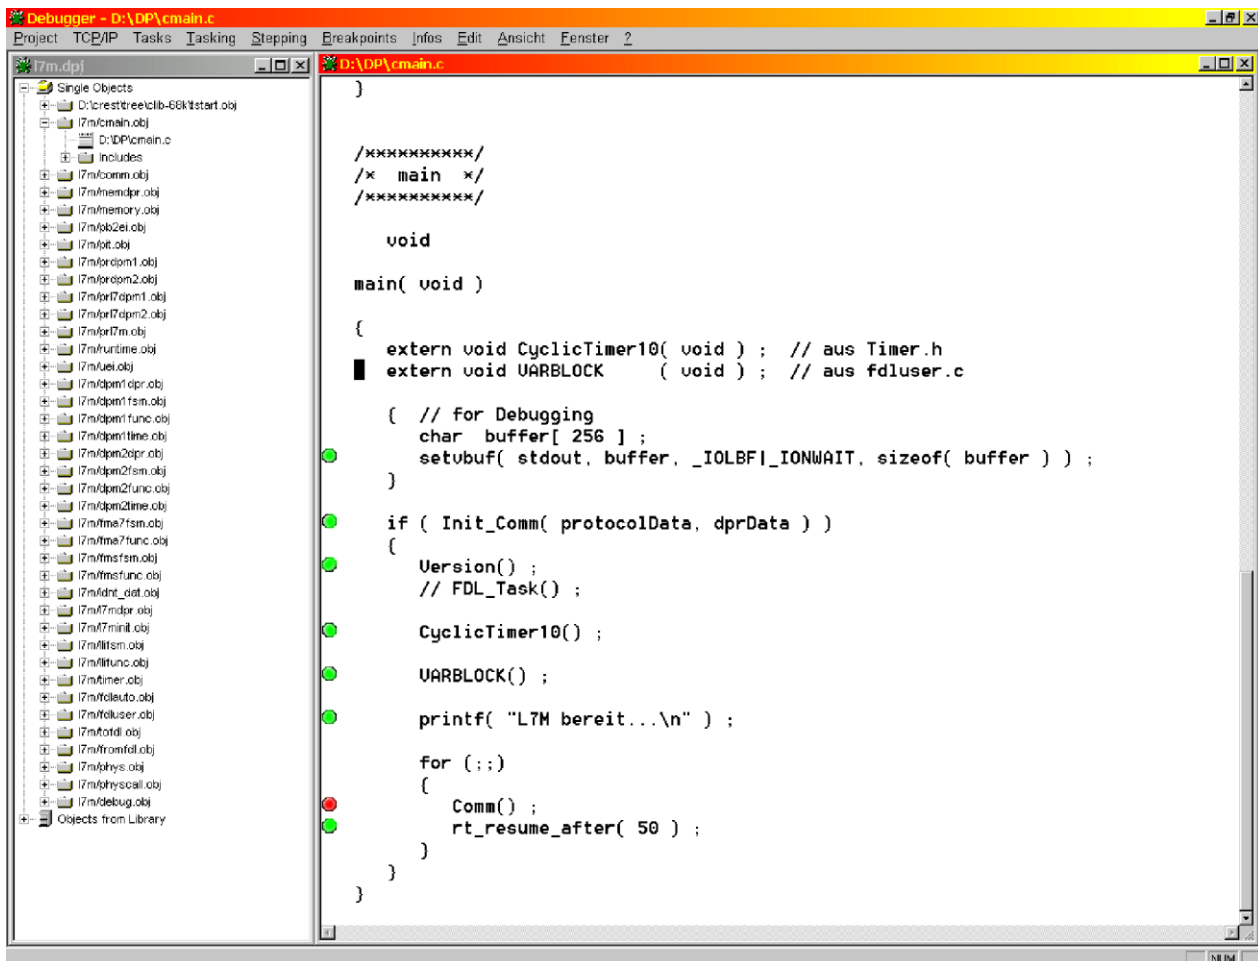 Debugger - D:\DP\cmain.c
Project TCP/IP Tasks Tasking Stepping Breakpoints Infos Edit Ansicht Fenster ?
l7m.dpj
Single Objects
D:\crest\tree\clib-68k\tstart.obj
l7m/cmain.obj
D:\DP\cmain.c
Includes
l7m/comm.obj
l7m/memdpr.obj
l7m/memory.obj
l7m/pb2ei.obj
l7m/pit.obj
l7m/prdpm1.obj
l7m/prdpm2.obj
l7m/prl7dpm1.obj
l7m/prl7dpm2.obj
l7m/prl7m.obj
l7m/runtime.obj
l7m/uei.obj
l7m/dpm1dpr.obj
l7m/dpm1fsm.obj
l7m/dpm1func.obj
l7m/dpm1time.obj
l7m/dpm2dpr.obj
l7m/dpm2fsm.obj
l7m/dpm2func.obj
l7m/dpm2time.obj
l7m/fma7fsm.obj
l7m/fma7func.obj
l7m/fmsfsm.obj
l7m/fmsfunc.obj
l7m/idnt_dat.obj
l7m/l7mdpr.obj
l7m/l7minit.obj
l7m/llifsm.obj
l7m/llifunc.obj
l7m/timer.obj
l7m/fdlauto.obj
l7m/fdluser.obj
l7m/tofdl.obj
l7m/fromfdl.obj
l7m/phys.obj
l7m/physcall.obj
l7m/debug.obj
Objects from Library
D:\DP\cmain.c
}
/**********/
/* main */
/**********/
void
main( void )
{
extern void CyclicTimer10( void ) ; // aus Timer.h
extern void VARBLOCK ( void ) ; // aus fdluser.c
{ // for Debugging
char buffer[ 256 ] ;
setvbuf( stdout, buffer, _IOLBF|_IONWAIT, sizeof( buffer ) ) ;
}
if ( Init_Comm( protocolData, dprData ) )
{
Version() ;
// FDL_Task() ;
CyclicTimer10() ;
VARBLOCK() ;
printf( "L7M bereit...\n" ) ;
for (;;)
{
Comm() ;
rt_resume_after( 50 ) ;
}
}
}
NUM